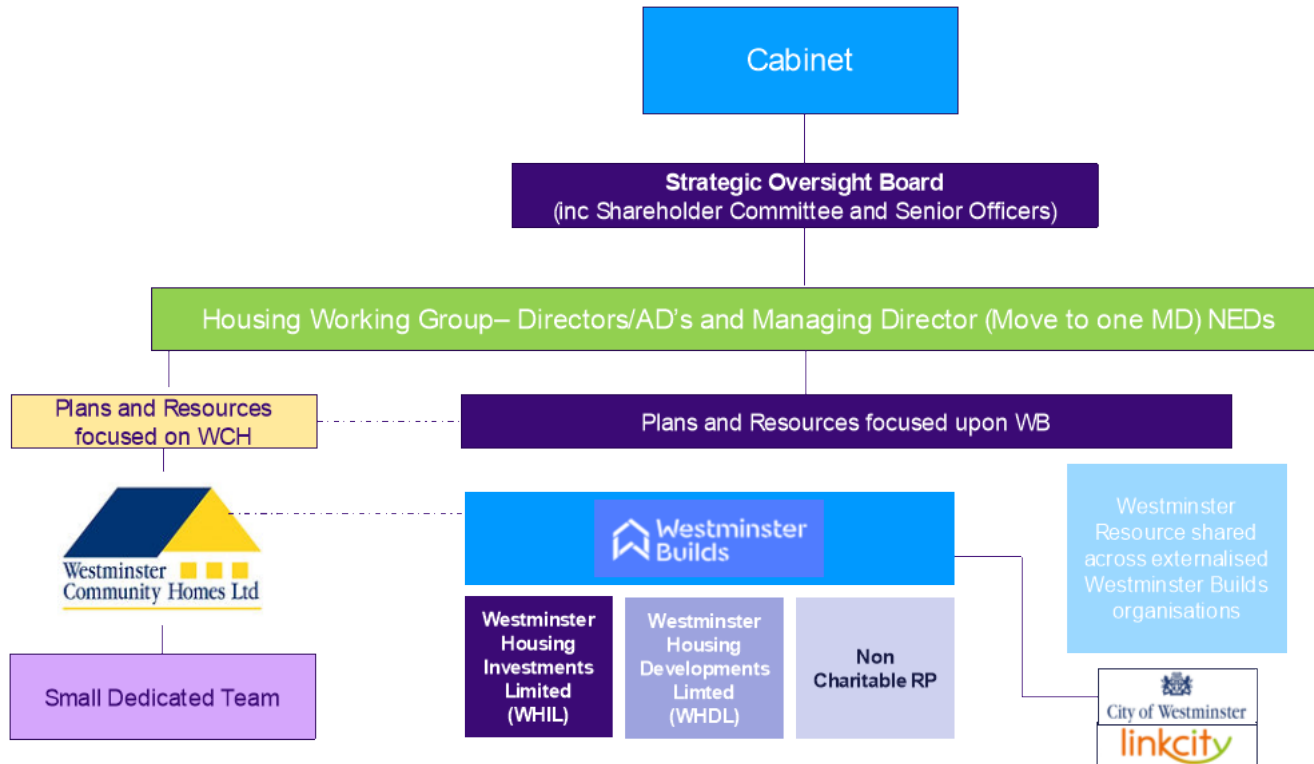 Cabinet
Strategic Oversight Board
(inc Shareholder Committee and Senior Officers)
Housing Working Group– Directors/AD's and Managing Director (Move to one MD) NEDs
Plans and Resources
focused on WCH
Plans and Resources focused upon WB
Westminster
Community Homes Ltd
Small Dedicated Team
Westminster
Builds
Westminster
Housing
Investments
Limited
(WHIL)
Westminster
Housing
Developments
Limted
(WHDL)
Non
Charitable RP
Westminster
Resource shared
across externalised
Westminster Builds
organisations
City of Westminster
linkcity